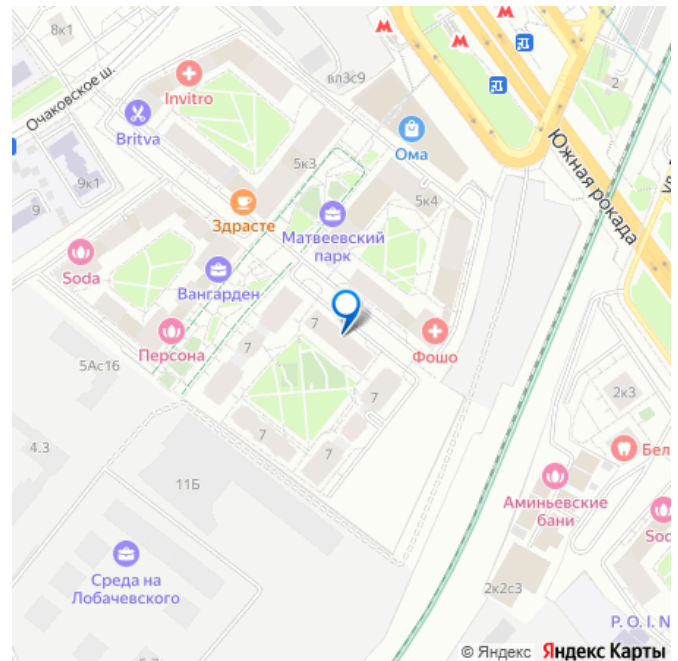 8к1
Очаковское ш.
Invitro
Britva
вл3с9
2
Ома
Южная рокада
5к3
9к1
9
5к4
Здрасте
Матвеевский
парк
Soda
Вангарден
7
Персона
7
Фошо
5Ас16
7
7
7
2к3
4.3
11Б
Бел
Аминьевские
бани
Soc
Среда на
Лобачевского
2к2с3
P. O. I. N
© Яндекс Яндекс Карты